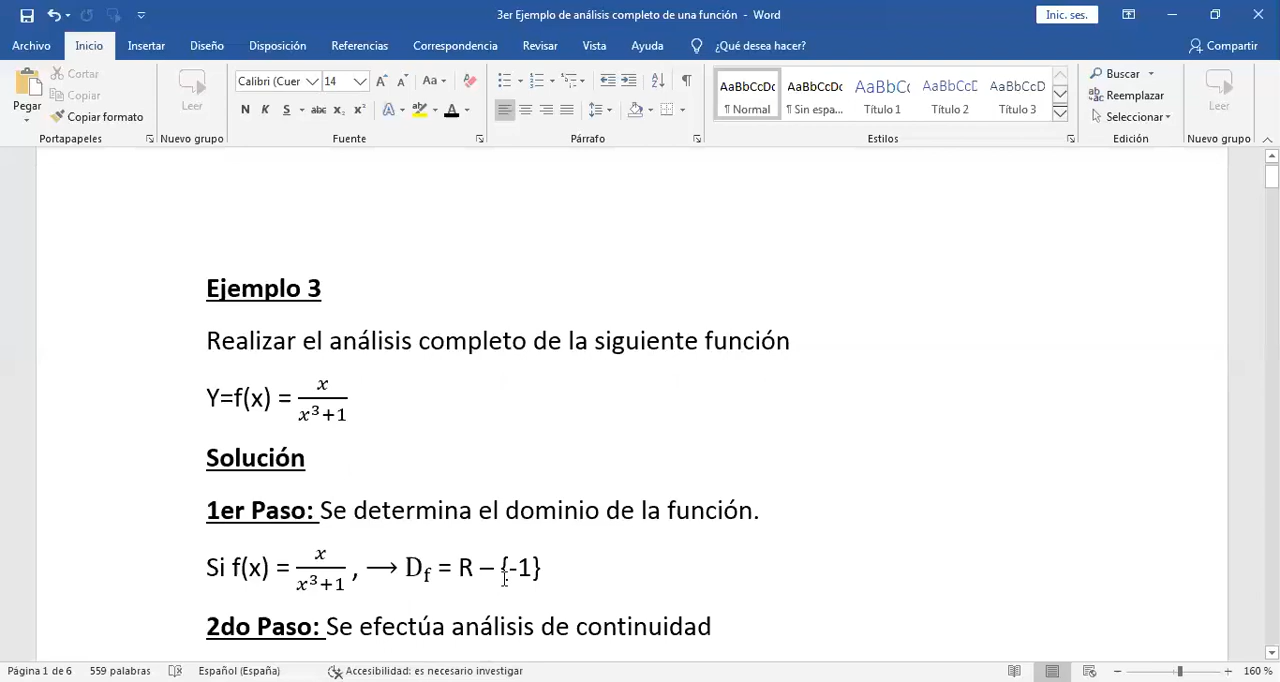 3er Ejemplo de análisis completo de una función - Word
Inic. ses.
Archivo Inicio Insertar Diseño Disposición Referencias Correspondencia Revisar Vista Ayuda ¿Qué desea hacer? Compartir
Pegar
Cortar
Copiar
Copiar formato
Portapapeles
Leer
Nuevo grupo
Calibri (Cuer 14 Aa
N K S abc x₂ x² A A
Fuente
Párrafo
AaBbCcDc AaBbCcDc AaBbCc AaBbCcD AaBbCcD
¶ Normal ¶ Sin espa... Título 1 Título 2 Título 3
Estilos
Buscar
Reemplazar
Seleccionar
Edición
Leer
Nuevo grupo
Ejemplo 3
Realizar el análisis completo de la siguiente función
Y=f(x) = x/(x³+1)
Solución
1er Paso: Se determina el dominio de la función.
Si f(x) = x/(x³+1) , ⟶ D_f = R – {-1}
2do Paso: Se efectúa análisis de continuidad
Página 1 de 6 559 palabras Español (España) Accesibilidad: es necesario investigar 160 %